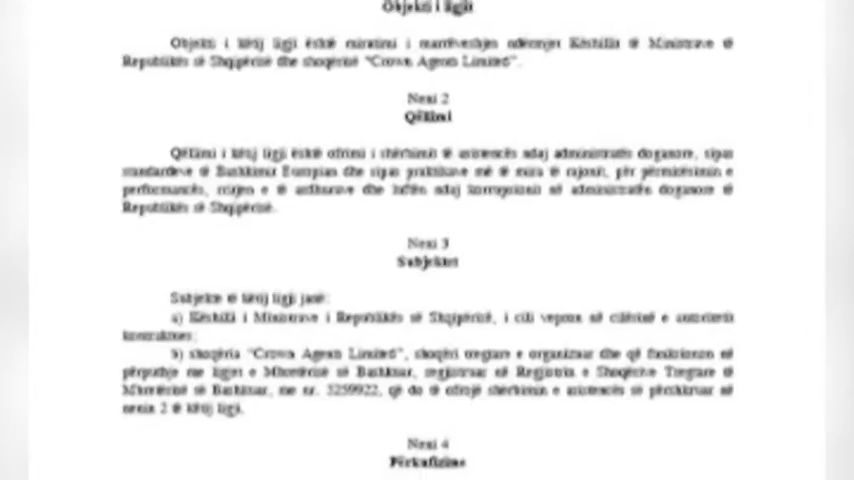 Objekti i ligjit
Objekti i këtij ligji është miratimi i marrëveshjes ndërmjet Këshillit të Ministrave të
Republikës së Shqipërisë dhe shoqërisë "Crown Agents Limited".
Neni 2
Qëllimi
Qëllimi i këtij ligji është ofrimi i shërbimit të asistencës ndaj administratës doganore, sipas
standardeve të Bashkimit Europian dhe sipas praktikave më të mira të rajonit, për përmirësimin e
performancës, rritjen e të ardhurave dhe luftën ndaj korrupsionit në administratën doganore të
Republikës së Shqipërisë.
Neni 3
Subjektet
Subjekte të këtij ligji janë:
a) Këshilli i Ministrave i Republikës së Shqipërisë, i cili vepron në cilësinë e autoritetit
kontraktues;
b) shoqëria "Crown Agents Limited", shoqëri tregtare e organizuar dhe që funksionon në
përputhje me ligjet e Mbretërisë së Bashkuar, regjistruar në Regjistrin e Shoqërive Tregtare të
Mbretërisë së Bashkuar, me nr. 3259922, që do të ofrojë shërbimin e asistencës së përshkruar në
nenin 2 të këtij ligji.
Neni 4
Përkufizime